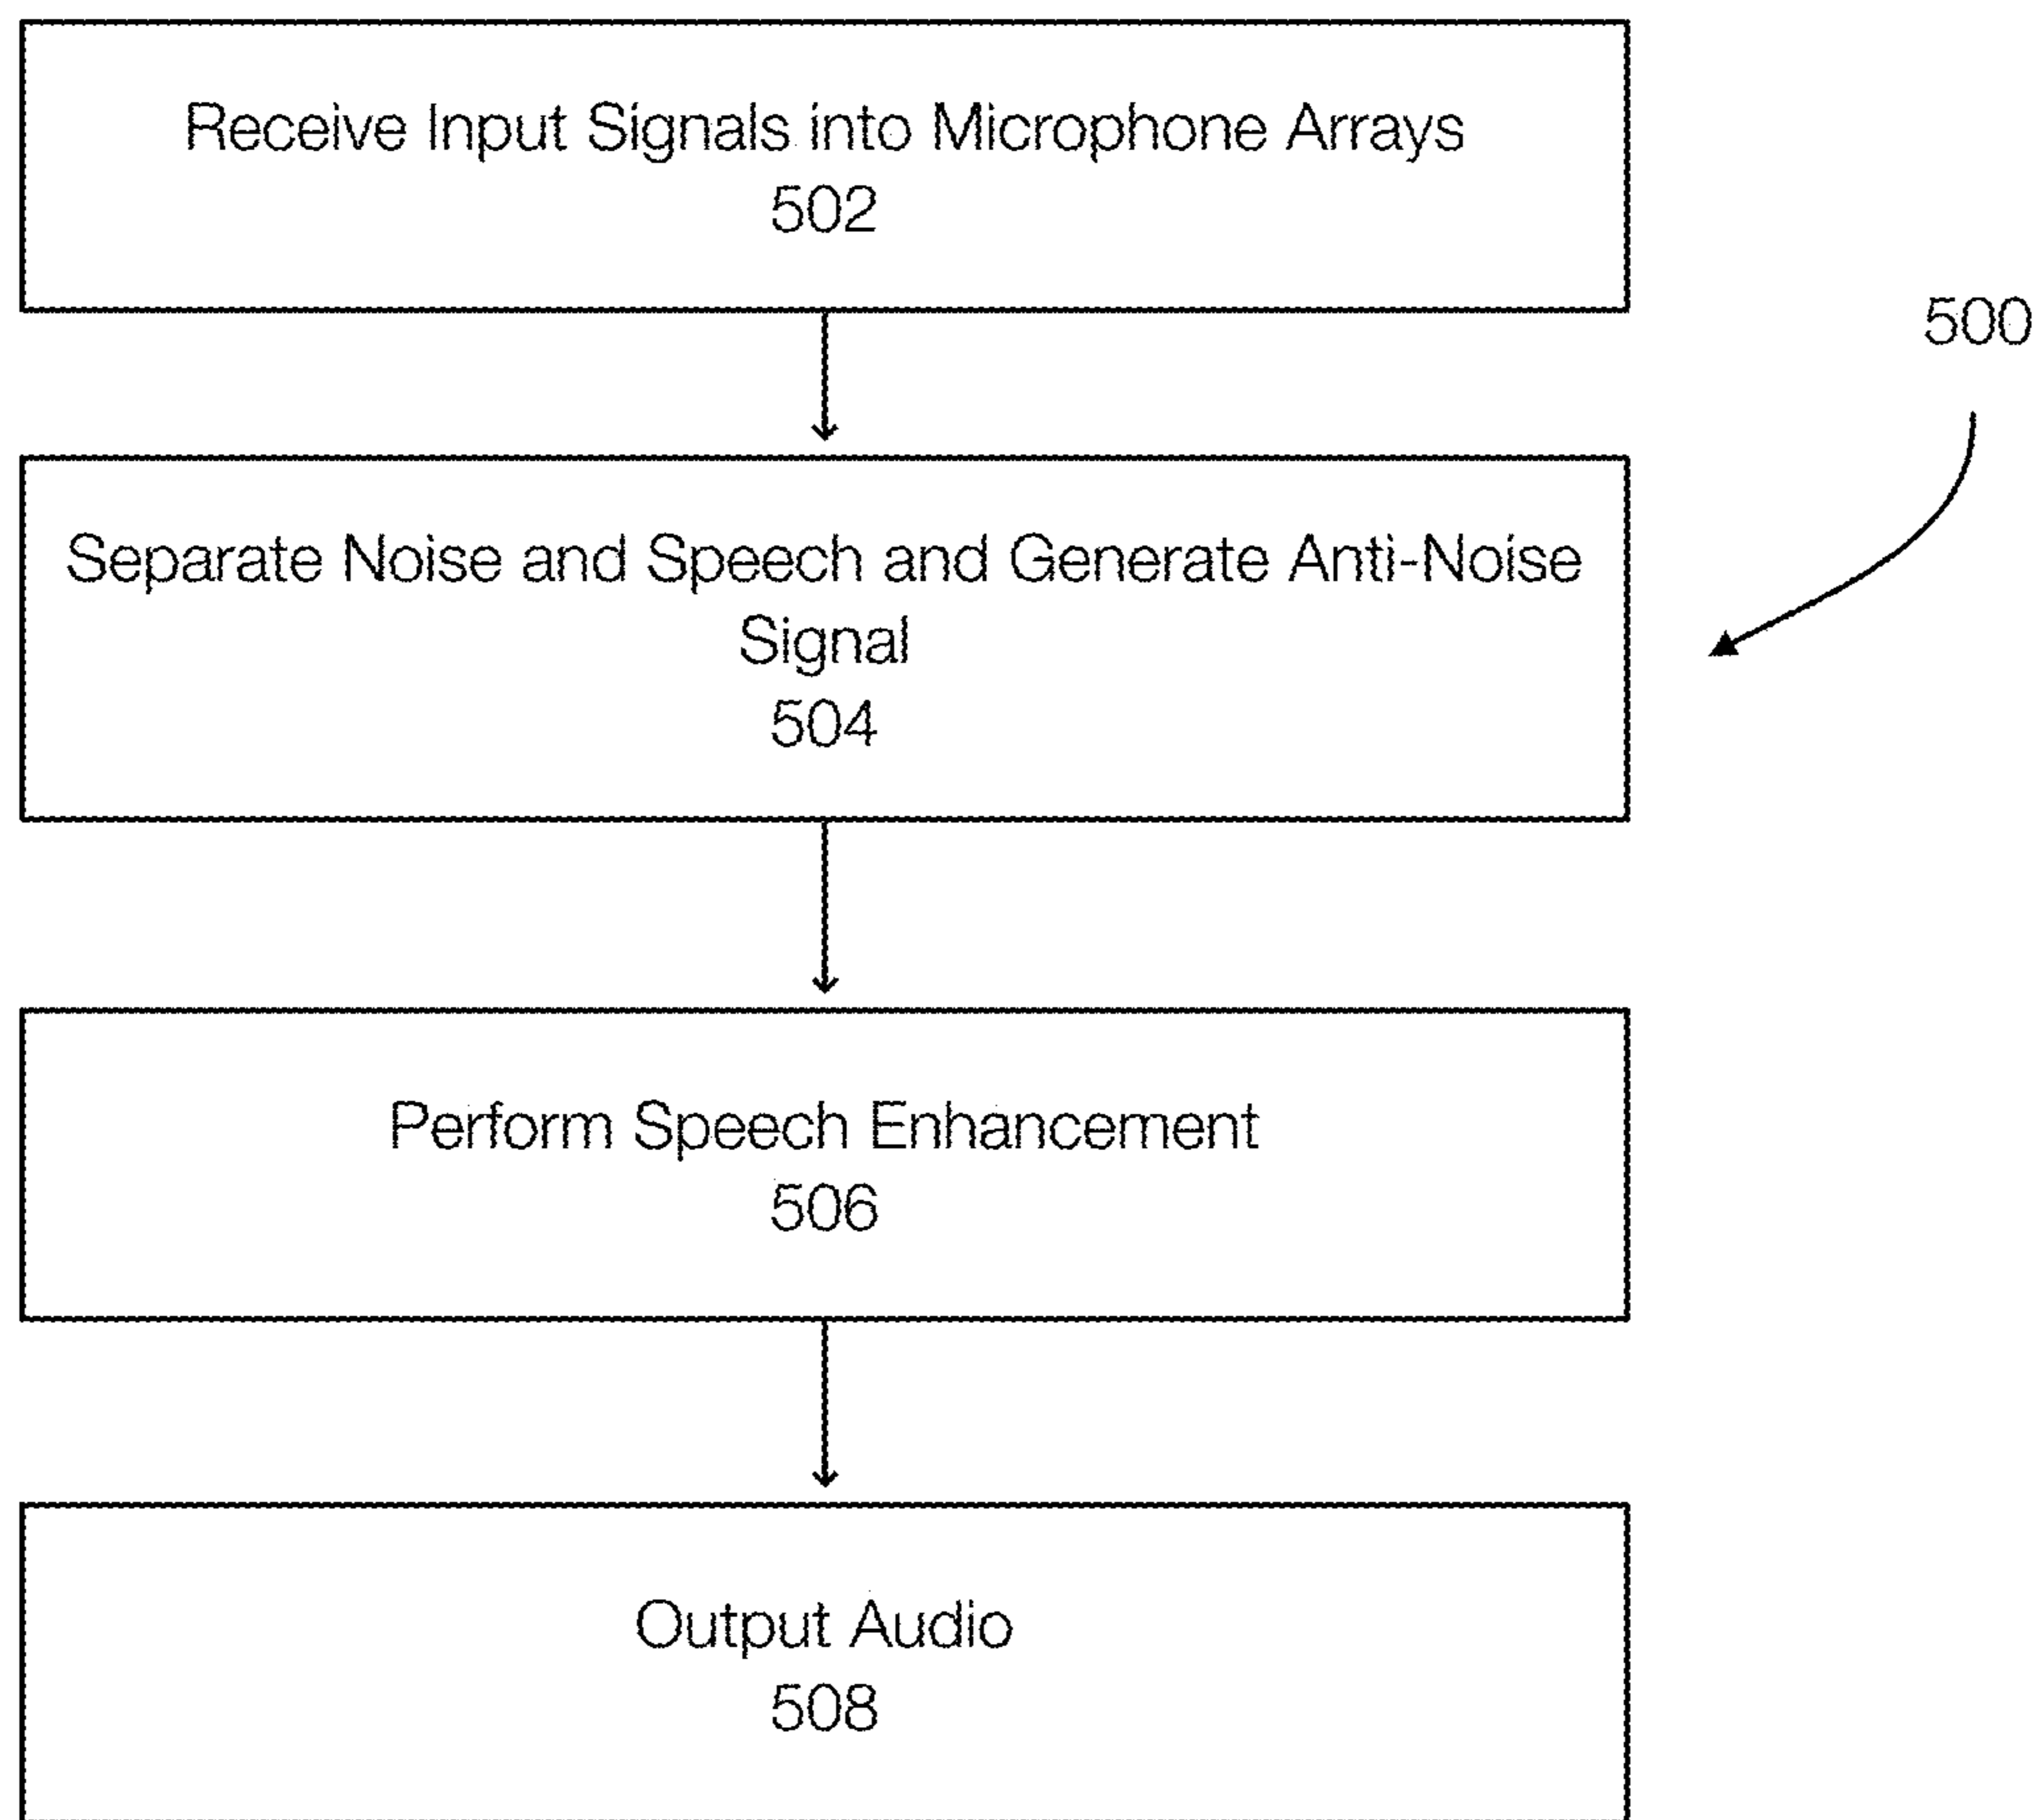 Receive Input Signals into Microphone Arrays
502
500
Separate Noise and Speech and Generate Anti-Noise
Signal
504
Perform Speech Enhancement
506
Output Audio
508